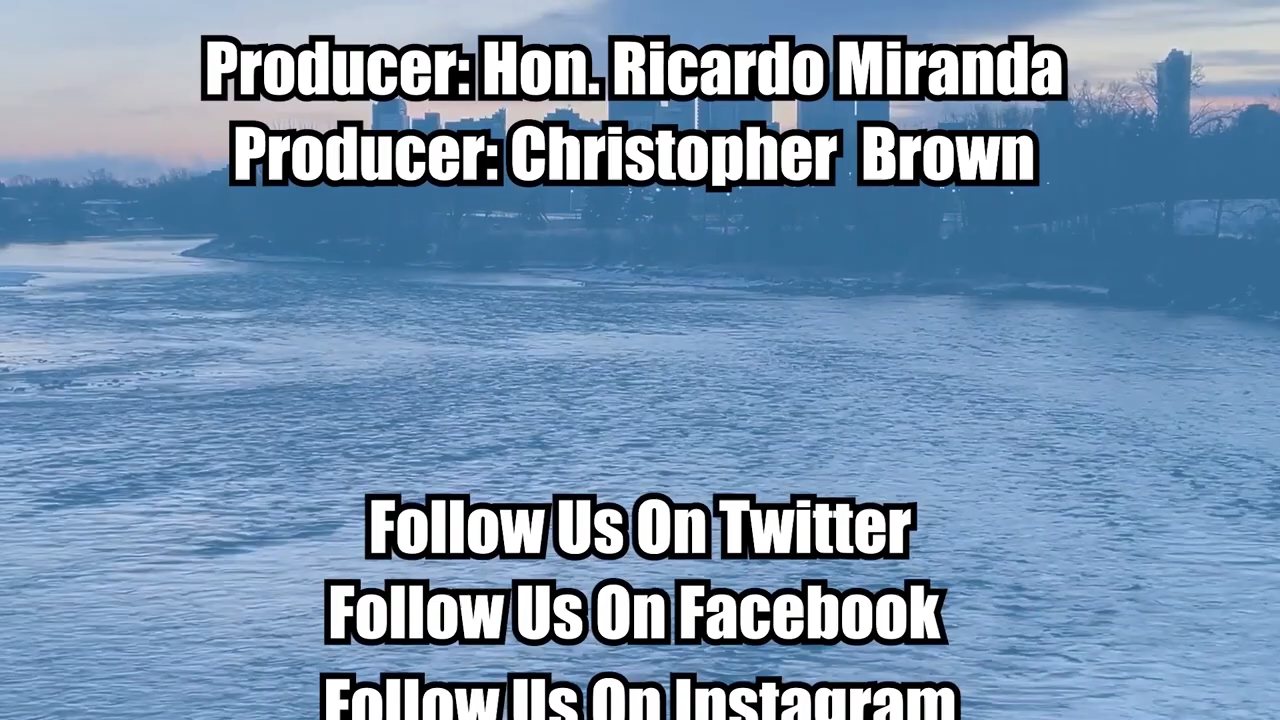 Producer: Hon. Ricardo Miranda
Producer: Christopher Brown
Follow Us On Twitter
Follow Us On Facebook
Follow Us On Instagram